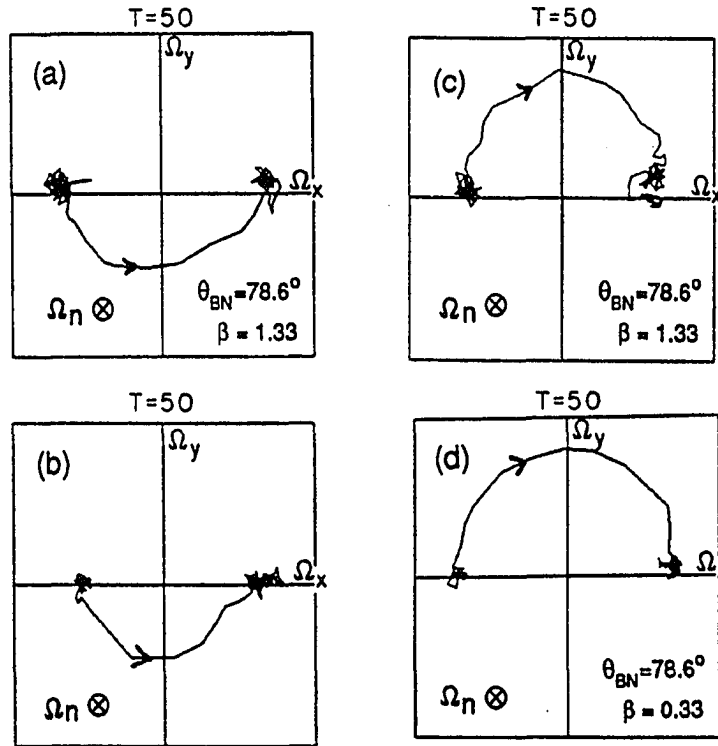 T=50
(a)
Ωy
Ωx
Ωn ⊗
θBN=78.6°
β = 1.33
T=50
(c)
Ωy
Ωx
Ωn ⊗
θBN=78.6°
β = 1.33
T=50
(b)
Ωy
Ωx
Ωn ⊗
T=50
(d)
Ωy
Ω
Ωn ⊗
θBN=78.6°
β = 0.33